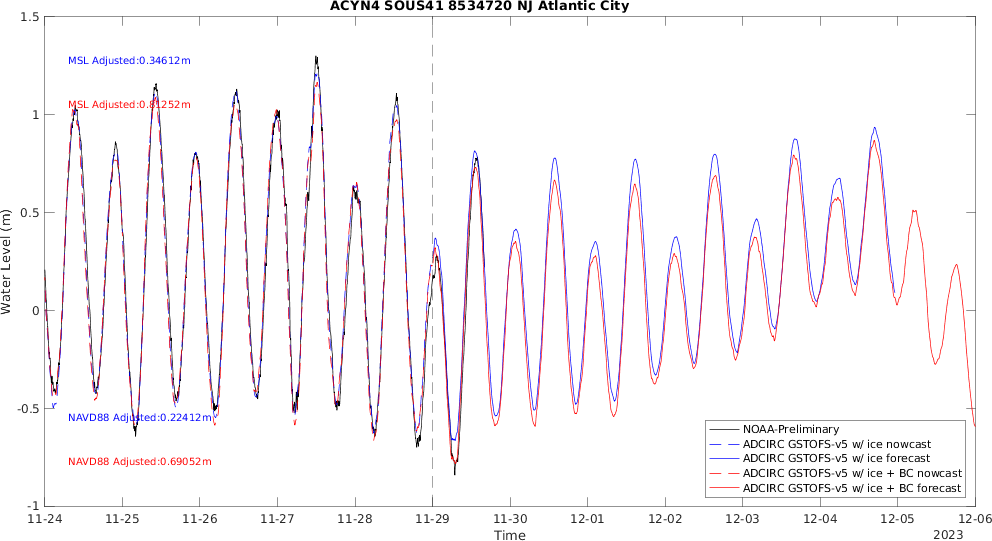 ACYN4 SOUS41 8534720 NJ Atlantic City
1.5
1
0.5
0
-0.5
-1
Water Level (m)
MSL Adjusted:0.34612m
MSL Adjusted:0.81252m
NAVD88 Adjusted:0.22412m
NAVD88 Adjusted:0.69052m
NOAA-Preliminary
ADCIRC GSTOFS-v5 w/ ice nowcast
ADCIRC GSTOFS-v5 w/ ice forecast
ADCIRC GSTOFS-v5 w/ ice + BC nowcast
ADCIRC GSTOFS-v5 w/ ice + BC forecast
11-24 11-25 11-26 11-27 11-28 11-29 11-30 12-01 12-02 12-03 12-04 12-05 12-06
Time
2023